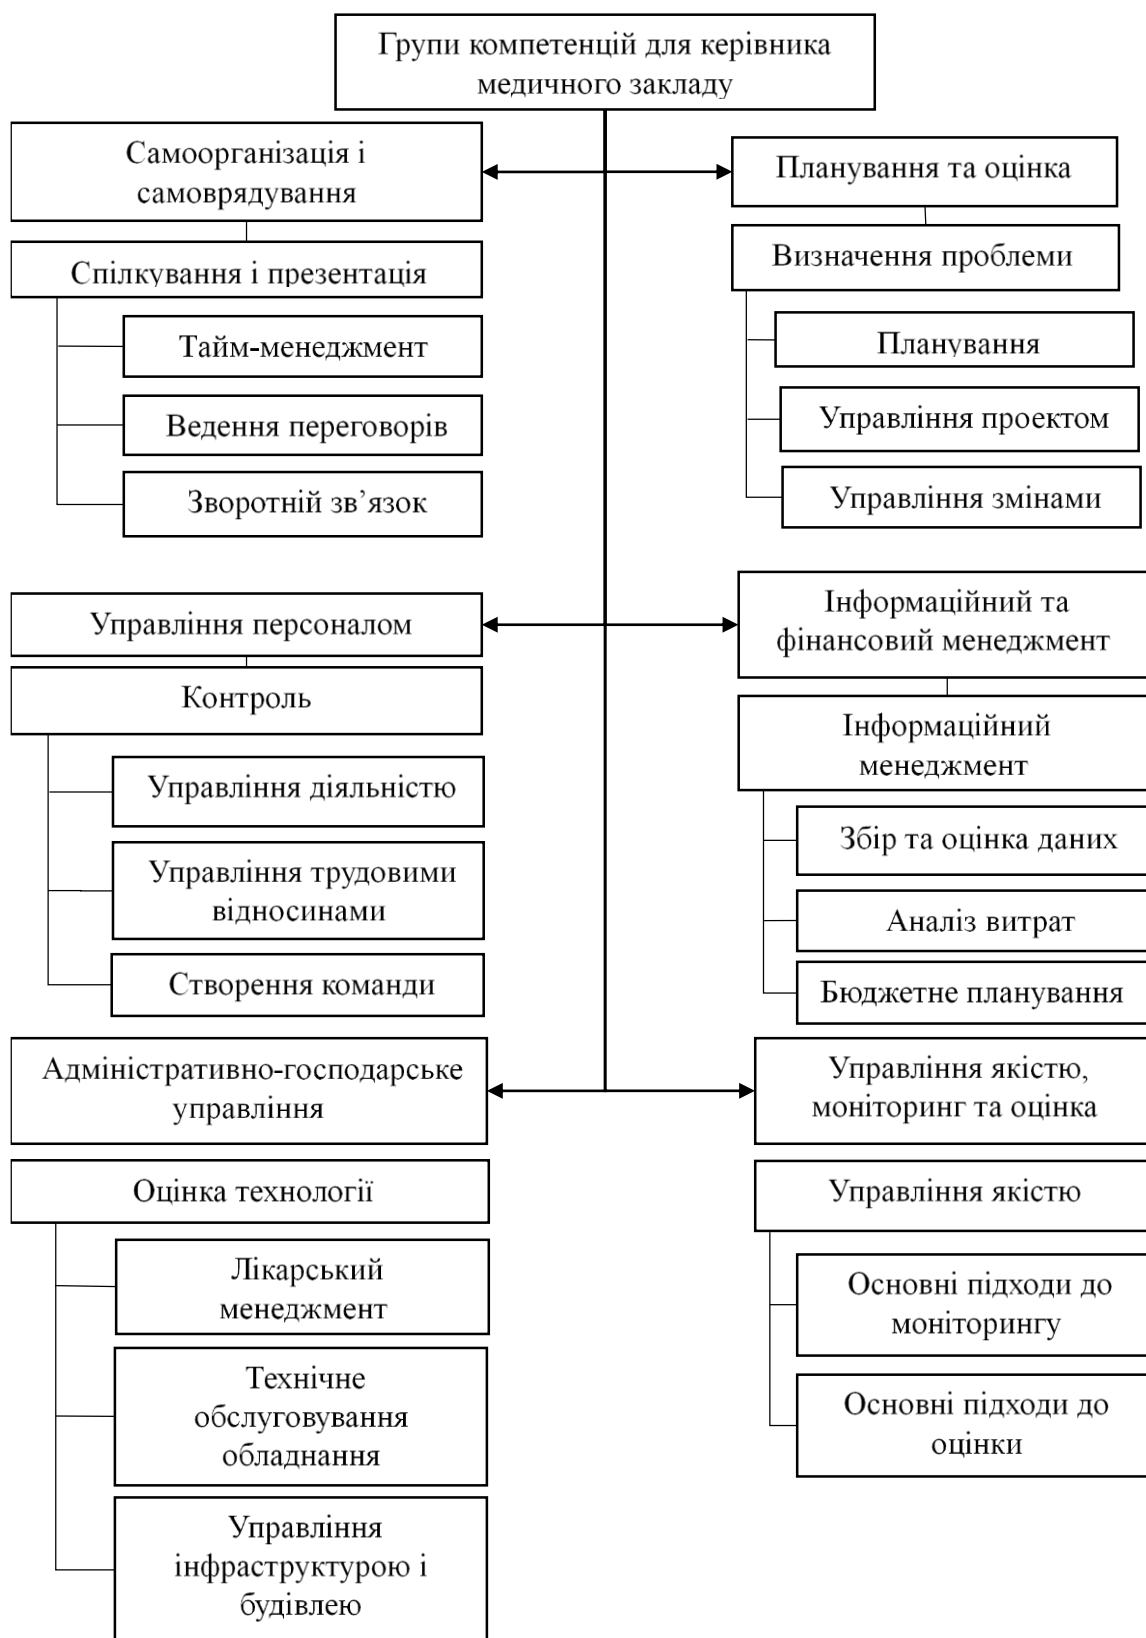 Групи компетенцій для керівника
медичного закладу
Самоорганізація і
самоврядування
Спілкування і презентація
Тайм-менеджмент
Ведення переговорів
Зворотній зв’язок
Планування та оцінка
Визначення проблеми
Планування
Управління проектом
Управління змінами
Управління персоналом
Контроль
Управління діяльністю
Управління трудовими
відносинами
Створення команди
Інформаційний та
фінансовий менеджмент
Інформаційний
менеджмент
Збір та оцінка даних
Аналіз витрат
Бюджетне планування
Адміністративно-господарське
управління
Оцінка технології
Лікарський
менеджмент
Технічне
обслуговування
обладнання
Управління
інфраструктурою і
будівлею
Управління якістю,
моніторинг та оцінка
Управління якістю
Основні підходи до
моніторингу
Основні підходи до
оцінки